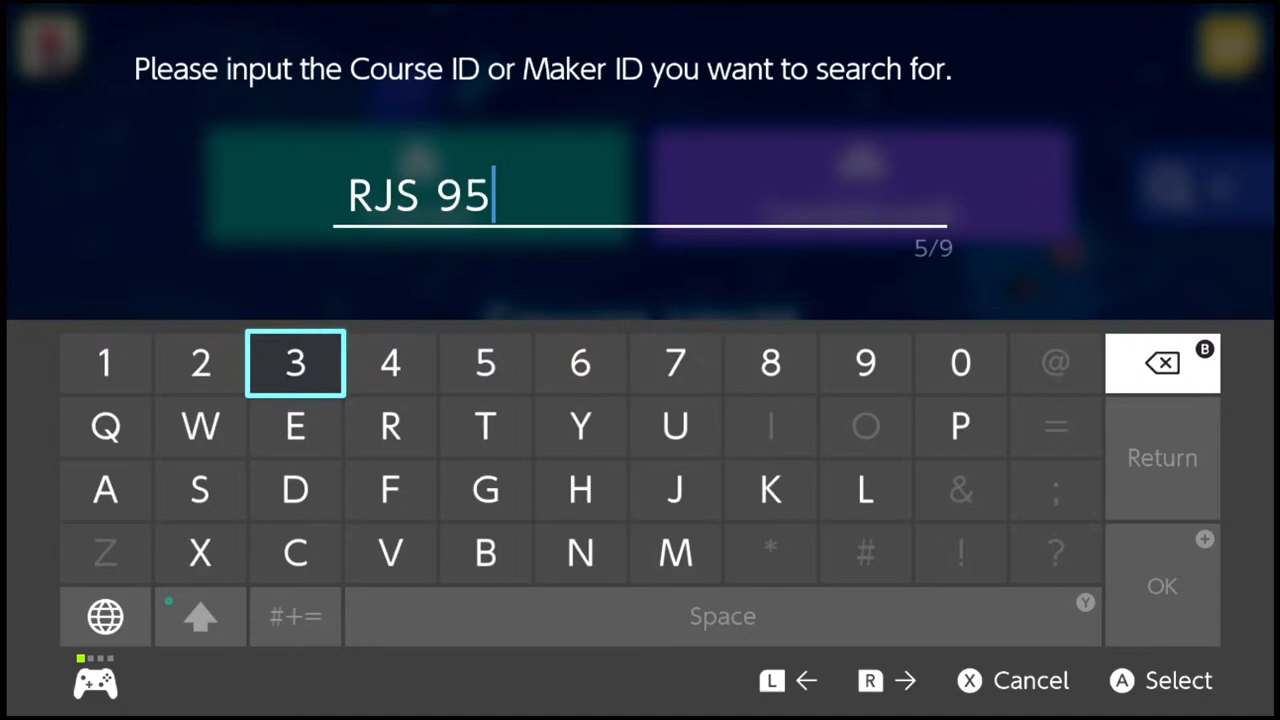 Please input the Course ID or Maker ID you want to search for.
RJS 95
5/9
1 2 3 4 5 6 7 8 9 0 @ B
Q W E R T Y U I O P =
Return
A S D F G H J K L & ;
Z X C V B N M * # ! ? +
OK
#+= Space Y
L ← R → X Cancel A Select